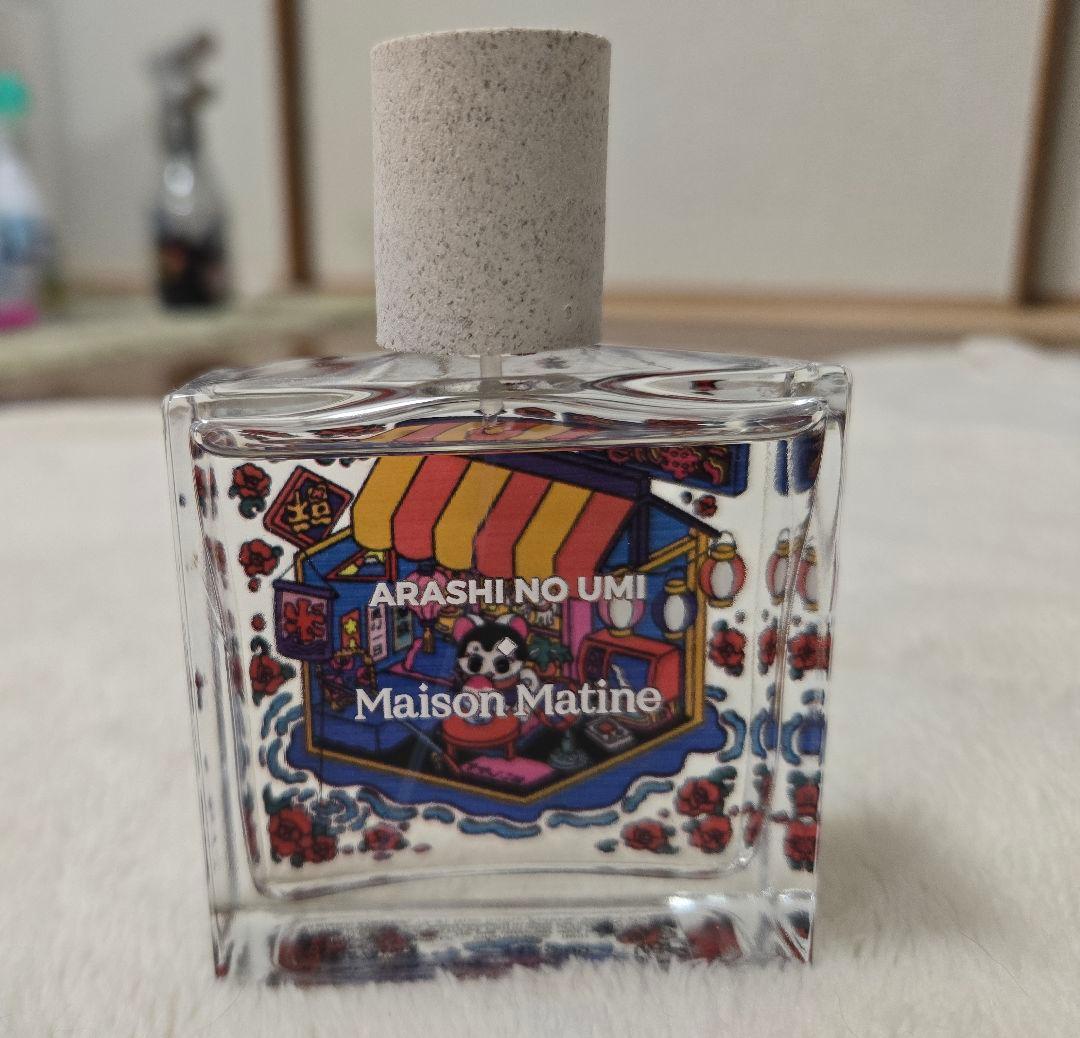 ARASHI NO UMI
Maison Matine